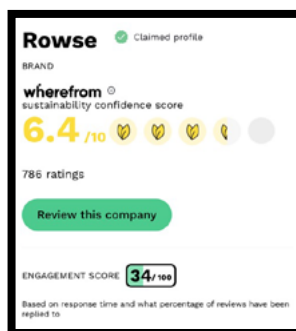 Rowse Claimed profile
BRAND
wherefrom
sustainability confidence score
6.4 /10
786 ratings
Review this company
ENGAGEMENT SCORE 34/100
Based on response time and what percentage of reviews have been
replied to